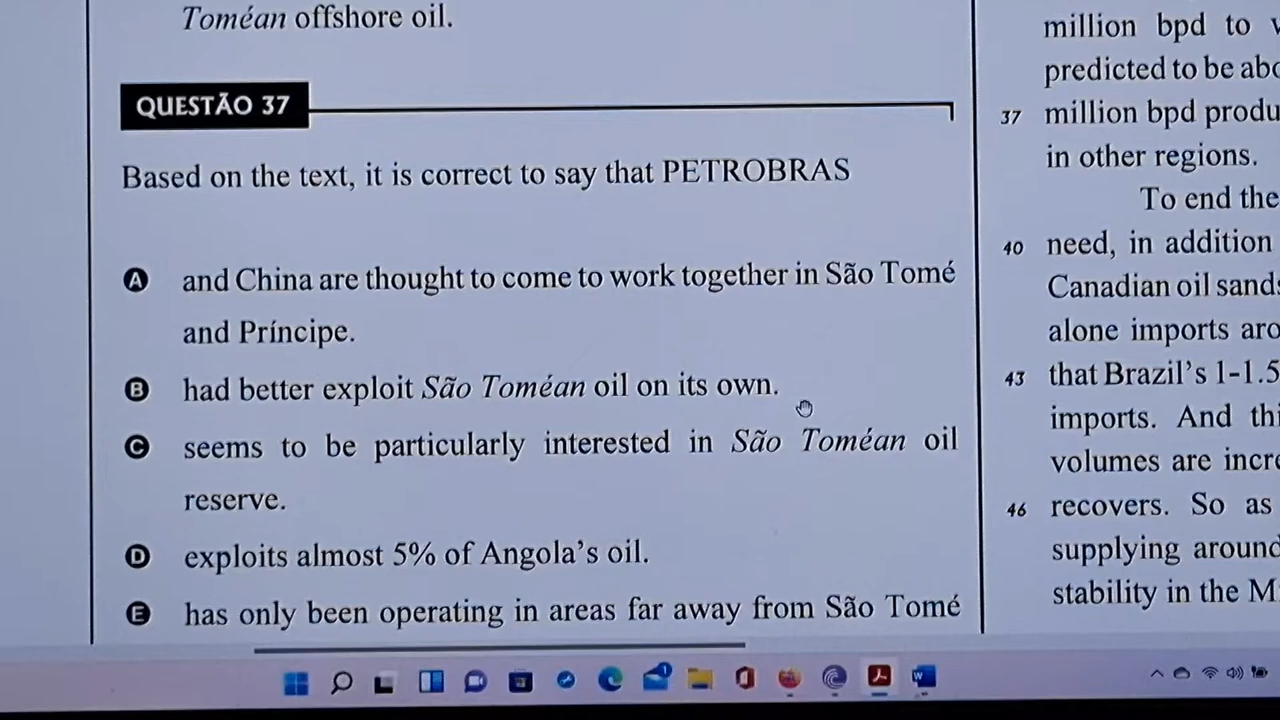 Toméan offshore oil.
QUESTÃO 37
Based on the text, it is correct to say that PETROBRAS
A and China are thought to come to work together in São Tomé
and Príncipe.
B had better exploit São Toméan oil on its own.
C seems to be particularly interested in São Toméan oil
reserve.
D exploits almost 5% of Angola's oil.
E has only been operating in areas far away from São Tomé
million bpd to
predicted to be
37 million bpd
in other regions.
To end the
40 need, in addition
Canadian oil sands
alone imports
43 that Brazil's 1-1.5
imports. And
volumes are
46 recovers. So as
supplying around
stability in the